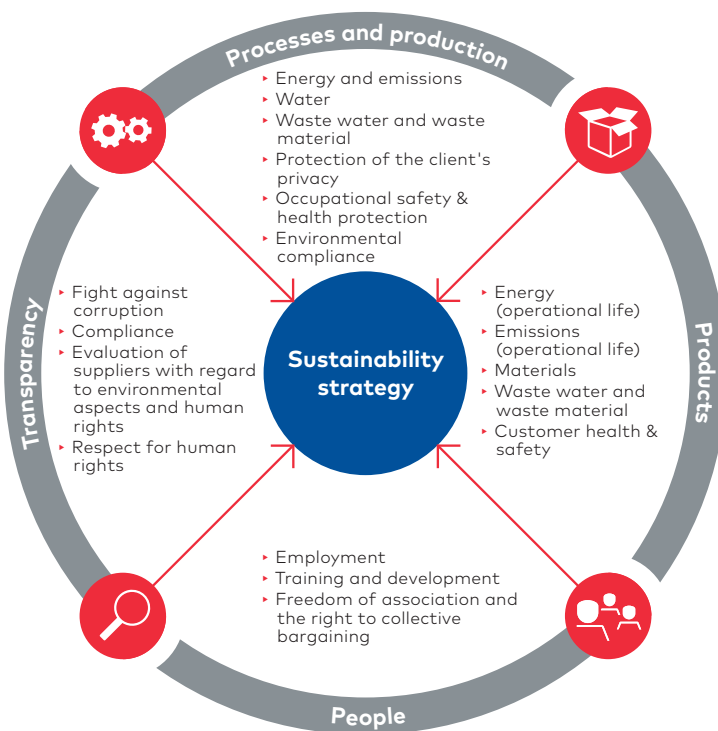 Processes and production
‣ Energy and emissions
‣ Water
‣ Waste water and waste
material
‣ Protection of the client's
privacy
‣ Occupational safety &
health protection
‣ Environmental
compliance
Transparency
‣ Fight against
corruption
‣ Compliance
‣ Evaluation of
suppliers with regard
to environmental
aspects and human
rights
‣ Respect for human
rights
Sustainability
strategy
‣ Energy
(operational life)
‣ Emissions
(operational life)
‣ Materials
‣ Waste water and
waste material
‣ Customer health &
safety
Products
‣ Employment
‣ Training and development
‣ Freedom of association and
the right to collective
bargaining
People